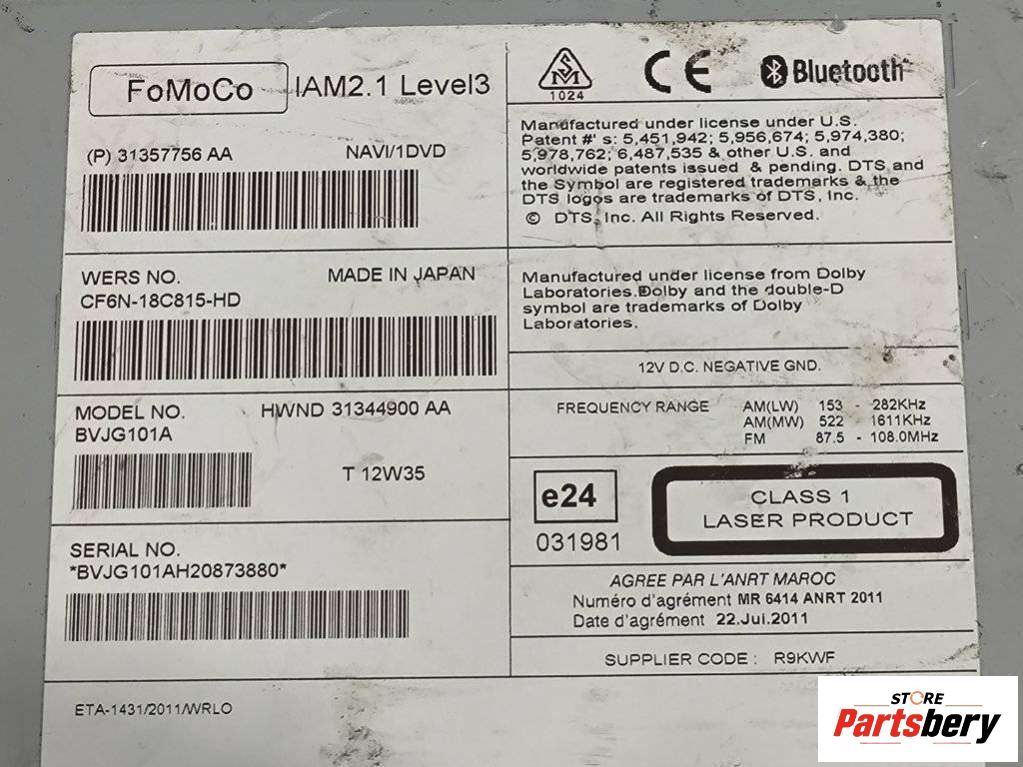 FoMoCo IAM2.1 Level3
(P) 31357756 AA NAVI/1DVD
WERS NO. MADE IN JAPAN
CF6N-18C815-HD
MODEL NO. HWND 31344900 AA
BVJG101A
T 12W35
SERIAL NO.
*BVJG101AH20873880*
ETA-1431/2011/WRLO
SM
1024
CE
Bluetooth
Manufactured under license under U.S.
Patent #' s: 5,451,942; 5,956,674; 5,974,380;
5,978,762; 6,487,535 & other U.S. and
worldwide patents issued & pending. DTS and
the Symbol are registered trademarks & the
DTS logos are trademarks of DTS, Inc.
© DTS, Inc. All Rights Reserved.
Manufactured under license from Dolby
Laboratories. Dolby and the double-D
symbol are trademarks of Dolby
Laboratories.
12V D.C. NEGATIVE GND.
FREQUENCY RANGE AM(LW) 153 - 282KHz
AM(MW) 522 - 1611KHz
FM 87.5 - 108.0MHz
e24
031981
CLASS 1
LASER PRODUCT
AGREE PAR L'ANRT MAROC
Numéro d'agrément MR 6414 ANRT 2011
Date d'agrément 22.Jul.2011
SUPPLIER CODE : R9KWF
STORE
Partsbery